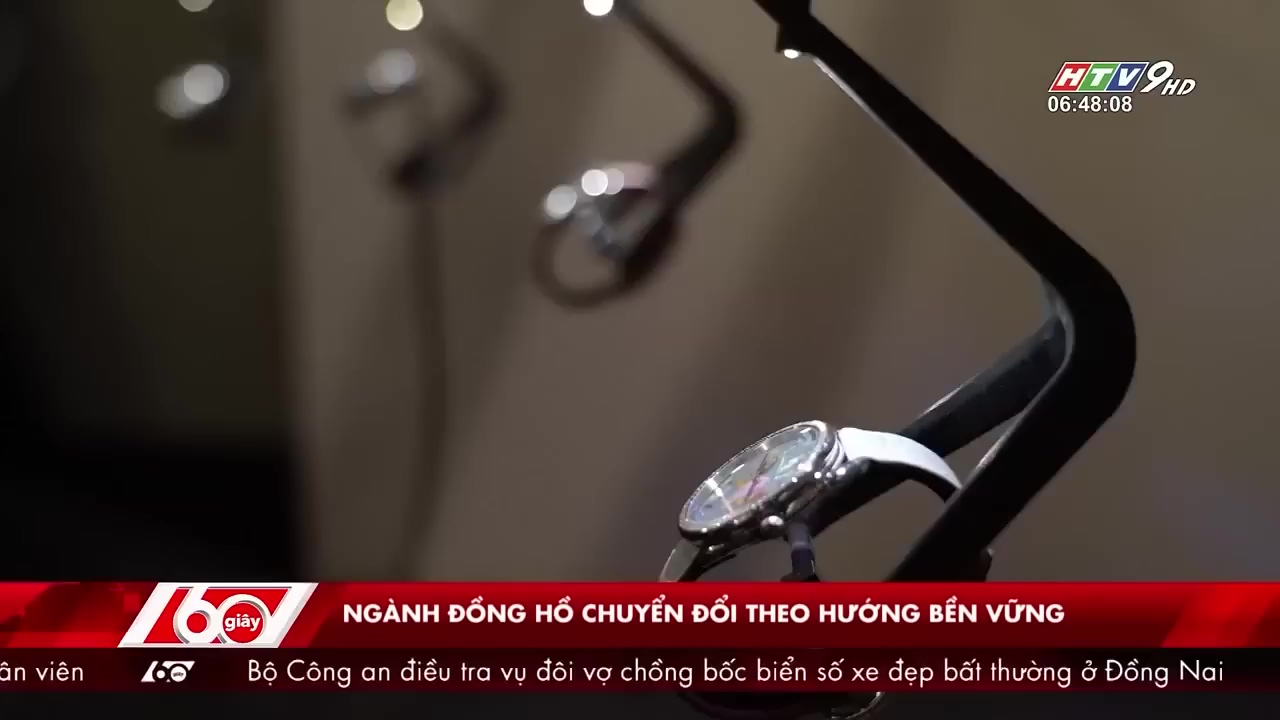 HTV9HD
06:48:08
60 giây
NGÀNH ĐỒNG HỒ CHUYỂN ĐỔI THEO HƯỚNG BỀN VỮNG
ân viên 60 giây Bộ Công an điều tra vụ đôi vợ chồng bốc biển số xe đẹp bất thường ở Đồng Nai